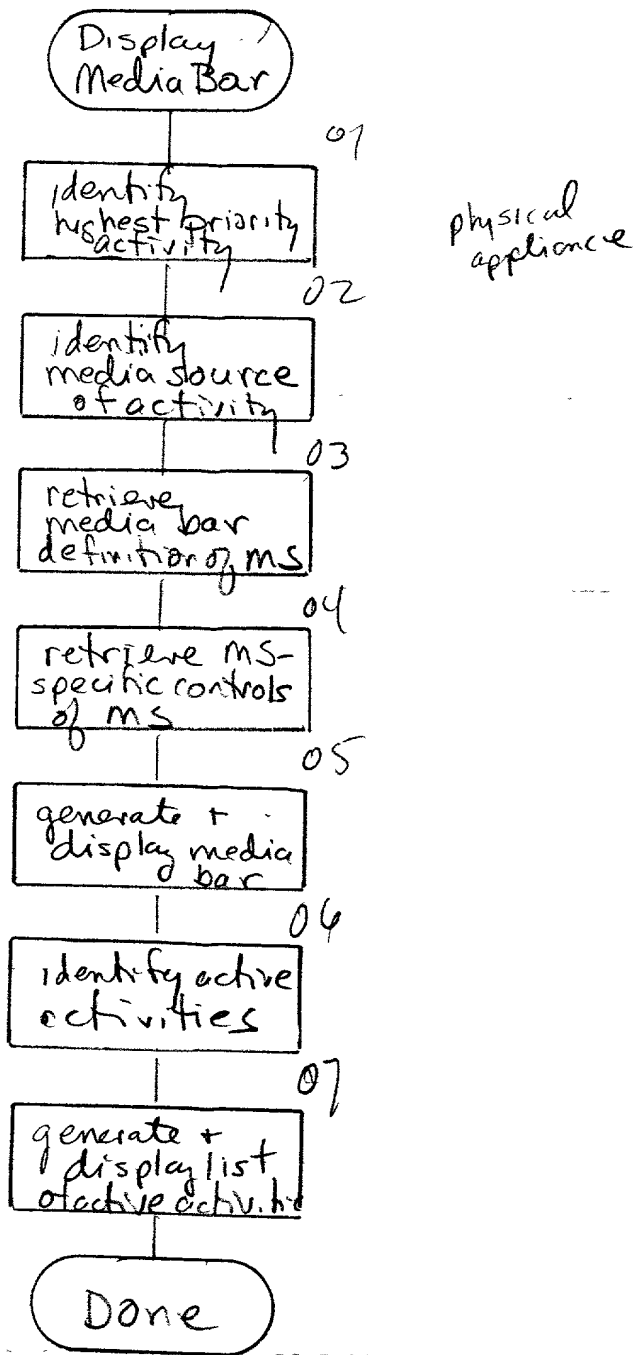 Display
Media Bar
01
identify
highest priority
activity
physical
appliance
02
identify
media source
of activity
03
retrieve
media bar
definition of MS
04
retrieve MS-
specific controls
of MS
05
generate +
display media
bar
06
identify active
activities
07
generate +
display list
of active activitie
Done